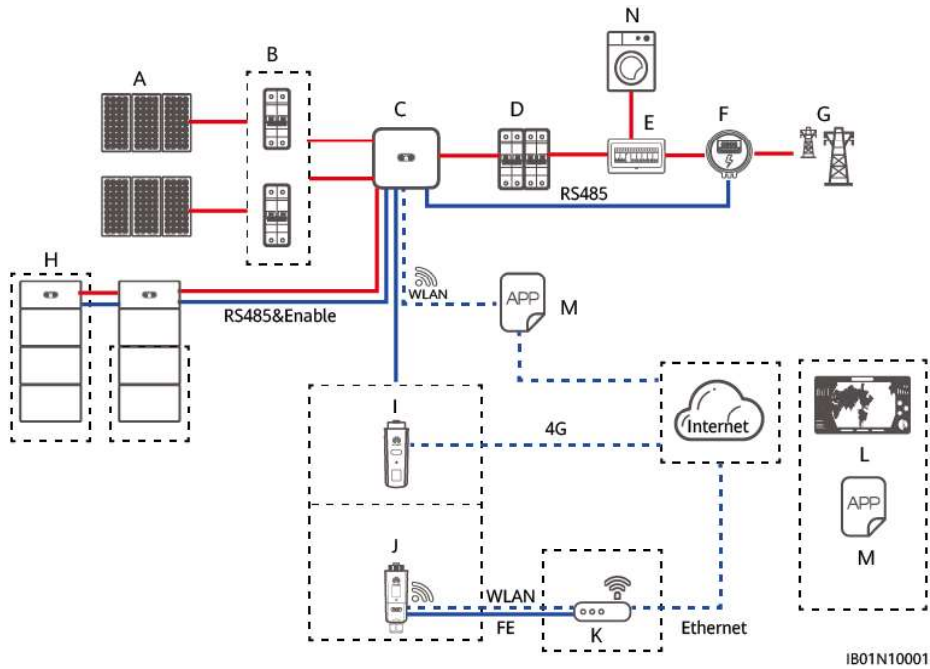 N
A
B
C
D
E
F
G
RS485
H
WLAN
APP
M
RS485&Enable
I
4G
Internet
L
APP
M
J
WLAN
FE
K
Ethernet
IB01N10001